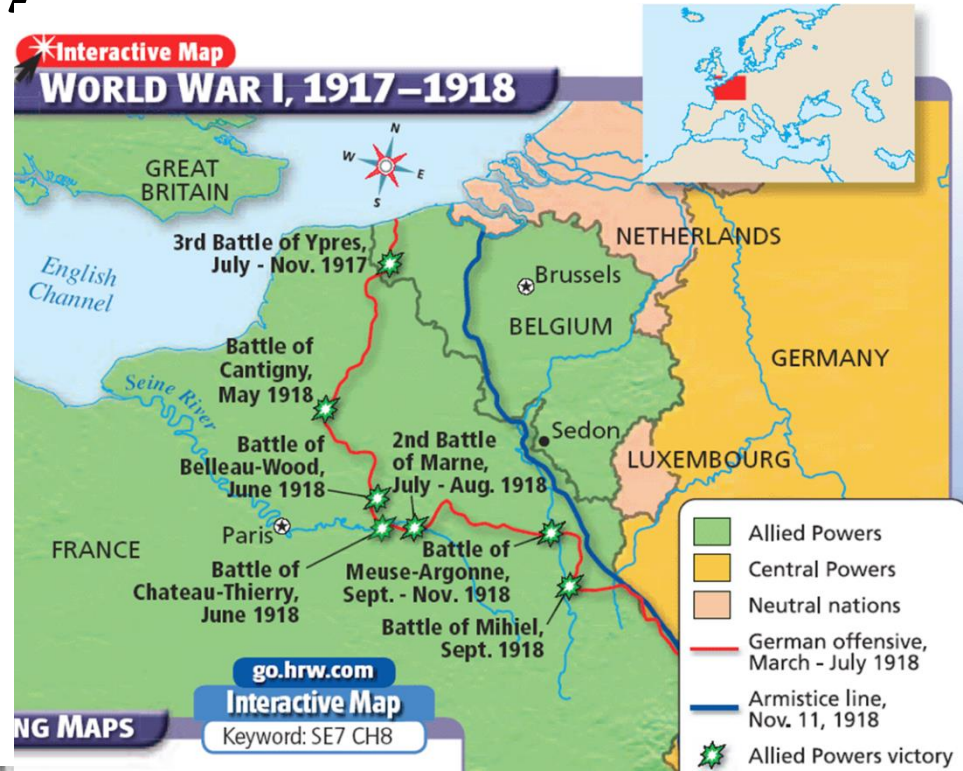 Interactive Map
WORLD WAR I, 1917–1918
N
W
E
S
GREAT
BRITAIN
3rd Battle of Ypres,
July - Nov. 1917
NETHERLANDS
English
Channel
Brussels
BELGIUM
Battle of
Cantigny,
May 1918
GERMANY
Seine River
Sedon
Battle of
Belleau-Wood,
June 1918
2nd Battle
of Marne,
July - Aug. 1918
LUXEMBOURG
Paris
FRANCE
Battle of
Chateau-Thierry,
June 1918
Battle of
Meuse-Argonne,
Sept. - Nov. 1918
Battle of Mihiel,
Sept. 1918
Allied Powers
Central Powers
Neutral nations
German offensive,
March - July 1918
Armistice line,
Nov. 11, 1918
Allied Powers victory
go.hrw.com
Interactive Map
Keyword: SE7 CH8
NG MAPS